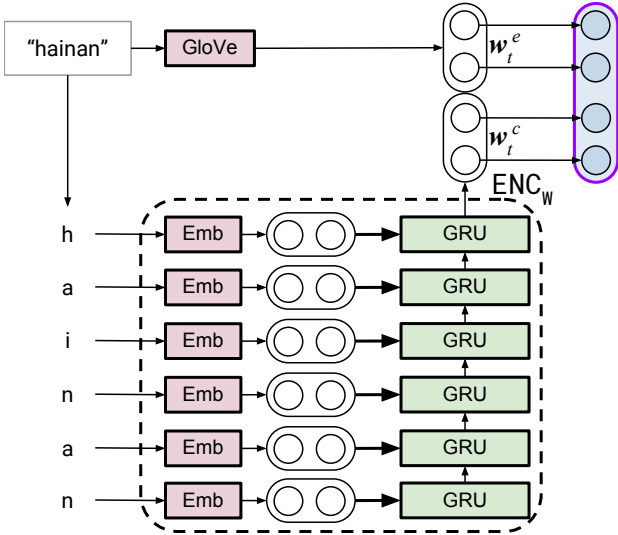 “hainan” GloVe w_t^e
w_t^c
ENC_W
h Emb GRU
a Emb GRU
i Emb GRU
n Emb GRU
a Emb GRU
n Emb GRU